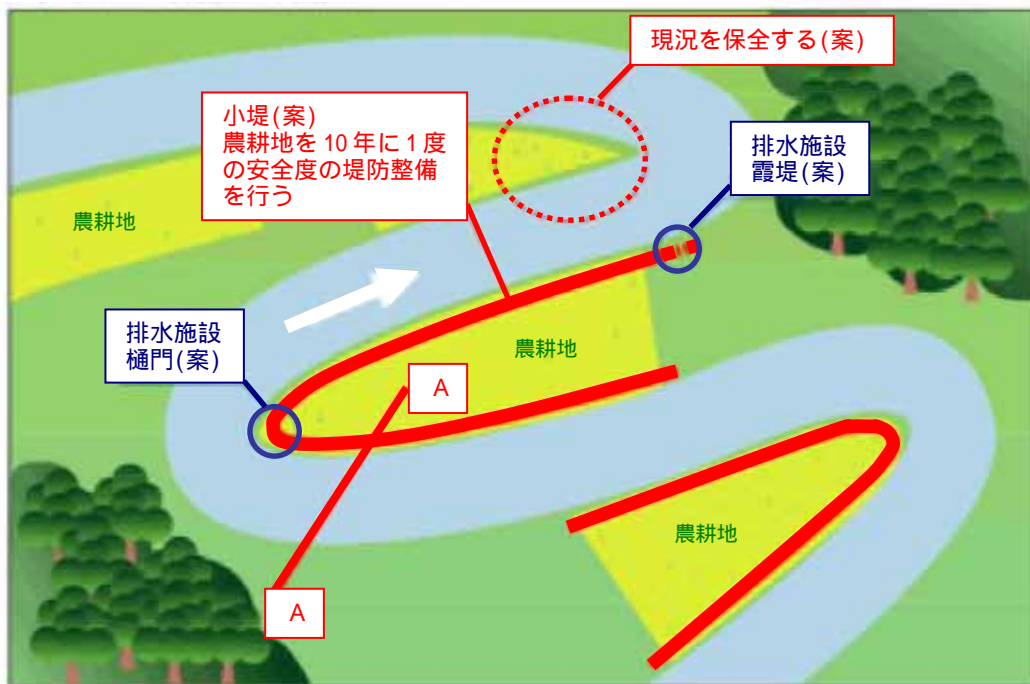 現況を保全する(案)
小堤(案)
農耕地を10年に1度
の安全度の堤防整備
を行う
排水施設
霞堤(案)
農耕地
排水施設
樋門(案)
農耕地
A
農耕地
A